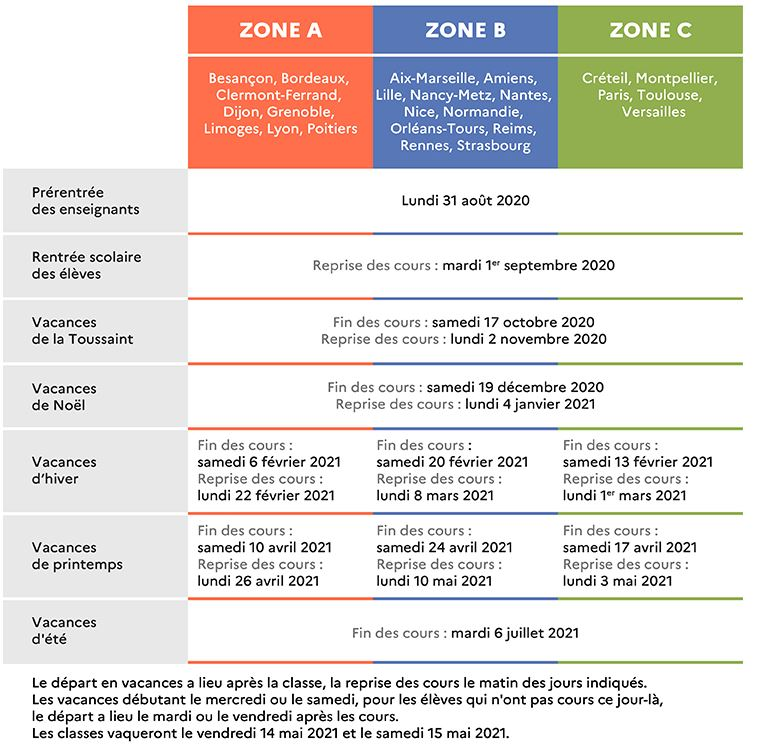 ZONE A
ZONE B
ZONE C
Besançon, Bordeaux,
Clermont-Ferrand,
Dijon, Grenoble,
Limoges, Lyon, Poitiers
Aix-Marseille, Amiens,
Lille, Nancy-Metz, Nantes,
Nice, Normandie,
Orléans-Tours, Reims,
Rennes, Strasbourg
Créteil, Montpellier,
Paris, Toulouse,
Versailles
Prérentrée
des enseignants
Lundi 31 août 2020
Rentrée scolaire
des élèves
Reprise des cours : mardi 1er septembre 2020
Vacances
de la Toussaint
Fin des cours : samedi 17 octobre 2020
Reprise des cours : lundi 2 novembre 2020
Vacances
de Noël
Fin des cours : samedi 19 décembre 2020
Reprise des cours : lundi 4 janvier 2021
Vacances
d'hiver
Fin des cours :
samedi 6 février 2021
Reprise des cours :
lundi 22 février 2021
Fin des cours :
samedi 20 février 2021
Reprise des cours :
lundi 8 mars 2021
Fin des cours :
samedi 13 février 2021
Reprise des cours :
lundi 1er mars 2021
Vacances
de printemps
Fin des cours :
samedi 10 avril 2021
Reprise des cours :
lundi 26 avril 2021
Fin des cours :
samedi 24 avril 2021
Reprise des cours :
lundi 10 mai 2021
Fin des cours :
samedi 17 avril 2021
Reprise des cours :
lundi 3 mai 2021
Vacances
d'été
Fin des cours : mardi 6 juillet 2021
Le départ en vacances a lieu après la classe, la reprise des cours le matin des jours indiqués.
Les vacances débutant le mercredi ou le samedi, pour les élèves qui n'ont pas cours ce jour-là,
le départ a lieu le mardi ou le vendredi après les cours.
Les classes vaqueront le vendredi 14 mai 2021 et le samedi 15 mai 2021.